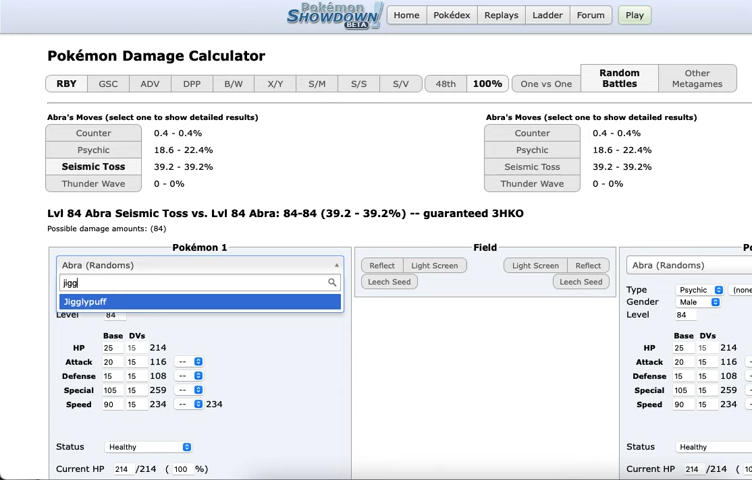 Pokémon
SHOWDOWN!
BETA
Home Pokédex Replays Ladder Forum Play
Pokémon Damage Calculator
RBY GSC ADV DPP B/W X/Y S/M S/S S/V 48th 100% One vs One Random Battles Other Metagames
Abra's Moves (select one to show detailed results) Abra's Moves (select one to show detailed results)
Counter 0.4 - 0.4% Counter 0.4 - 0.4%
Psychic 18.6 - 22.4% Psychic 18.6 - 22.4%
Seismic Toss 39.2 - 39.2% Seismic Toss 39.2 - 39.2%
Thunder Wave 0 - 0% Thunder Wave 0 - 0%
Lvl 84 Abra Seismic Toss vs. Lvl 84 Abra: 84-84 (39.2 - 39.2%) -- guaranteed 3HKO
Possible damage amounts: (84)
Pokémon 1 Field Po
Abra (Randoms) Reflect Light Screen Light Screen Reflect Abra (Randoms)
jigg Leech Seed Leech Seed
Jigglypuff Type Psychic (none
Gender Male
Level 84 Level 84
Base DVs Base DVs
HP 25 15 214 HP 25 15 214
Attack 20 15 116 -- Attack 20 15 116 --
Defense 15 15 108 -- Defense 15 15 108 --
Special 105 15 259 -- Special 105 15 259 --
Speed 90 15 234 -- 234 Speed 90 15 234 --
Status Healthy Status Healthy
Current HP 214 /214 ( 100 %) Current HP 214 /214 ( 10